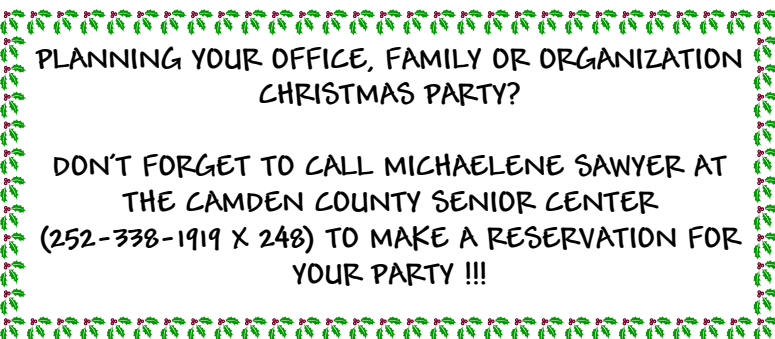 PLANNING YOUR OFFICE, FAMILY OR ORGANIZATION
CHRISTMAS PARTY?
DON'T FORGET TO CALL MICHAELENE SAWYER AT
THE CAMDEN COUNTY SENIOR CENTER
(252-338-1919 X 248) TO MAKE A RESERVATION FOR
YOUR PARTY !!!